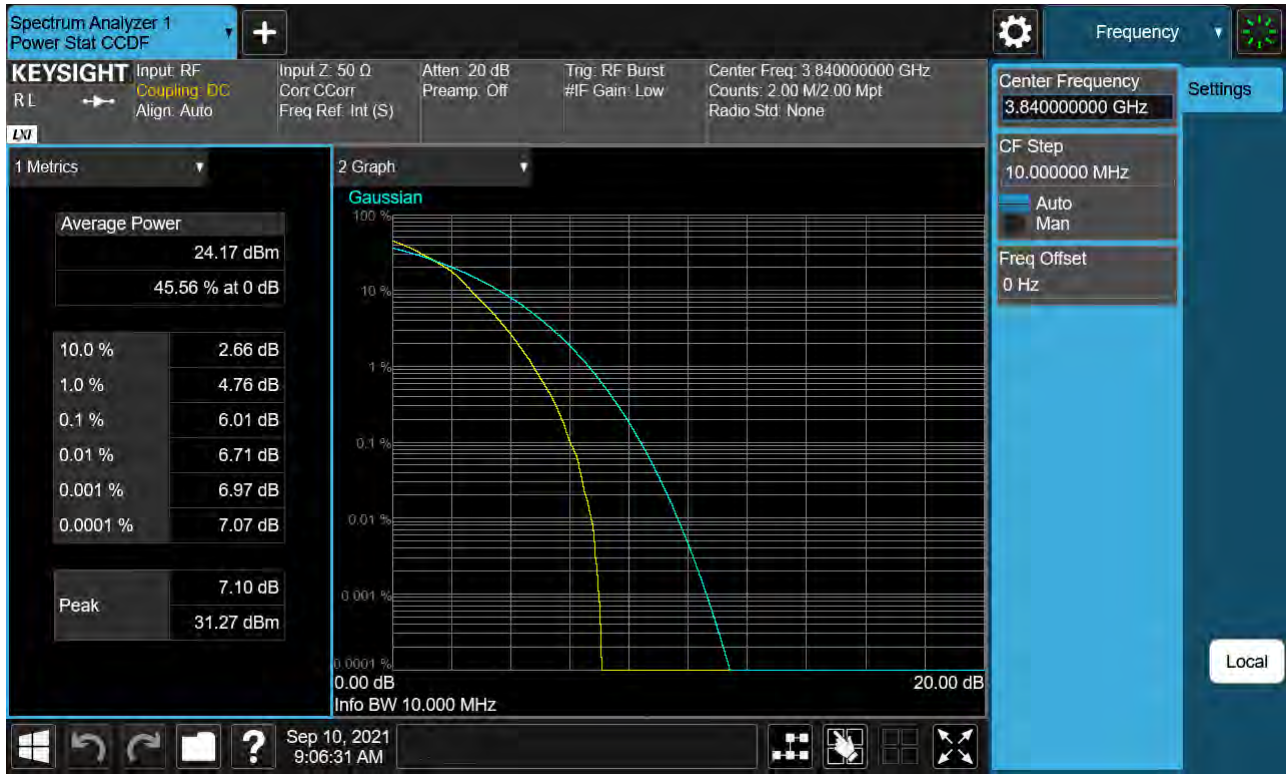 Spectrum Analyzer 1
Power Stat CCDF
+
Frequency
KEYSIGHT
RL
LXI
Input: RF
Coupling: DC
Align: Auto
Input Z: 50 Ω
Corr CCorr
Freq Ref: Int (S)
Atten: 20 dB
Preamp: Off
Trig: RF Burst
#IF Gain: Low
Center Freq: 3.840000000 GHz
Counts: 2.00 M/2.00 Mpt
Radio Std: None
Center Frequency
3.840000000 GHz
Settings
CF Step
10.000000 MHz
Auto
Man
Freq Offset
0 Hz
1 Metrics
Average Power
24.17 dBm
45.56 % at 0 dB
10.0 % 2.66 dB
1.0 % 4.76 dB
0.1 % 6.01 dB
0.01 % 6.71 dB
0.001 % 6.97 dB
0.0001 % 7.07 dB
Peak
7.10 dB
31.27 dBm
2 Graph
Gaussian
100 %
10 %
1 %
0.1 %
0.01 %
0.001 %
0.0001 %
0.00 dB 20.00 dB
Info BW 10.000 MHz
Local
?
Sep 10, 2021
9:06:31 AM